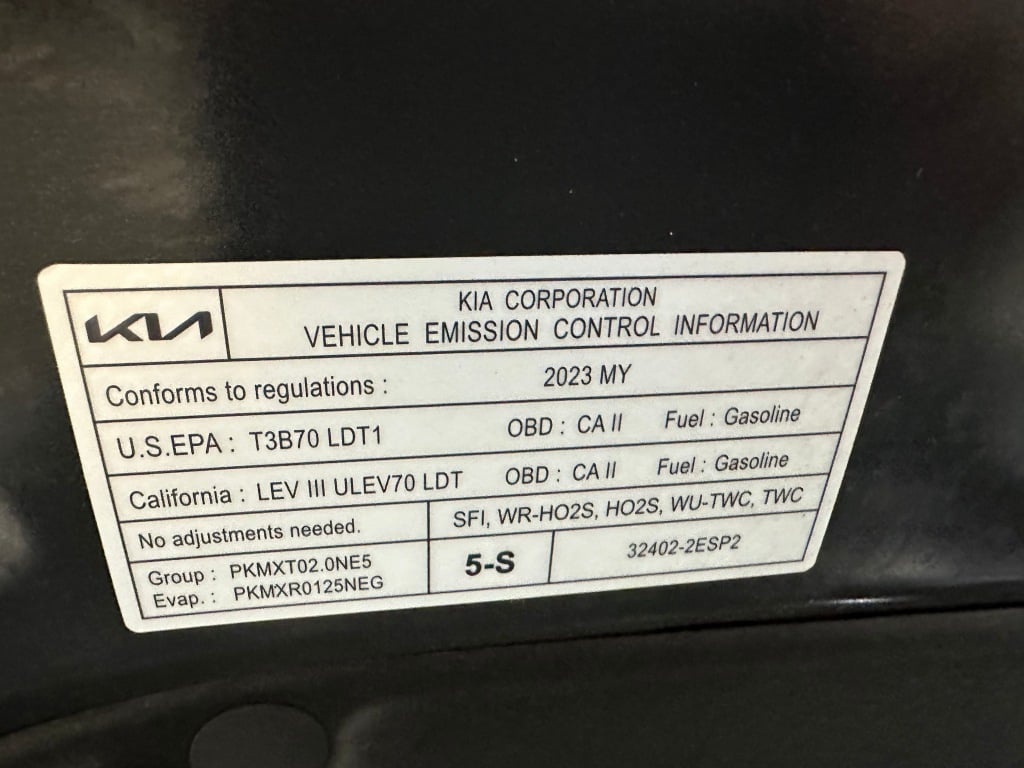 KIA
KIA CORPORATION
VEHICLE EMISSION CONTROL INFORMATION
Conforms to regulations : 2023 MY
U.S.EPA : T3B70 LDT1 OBD : CA II Fuel : Gasoline
California : LEV III ULEV70 LDT OBD : CA II Fuel : Gasoline
No adjustments needed. SFI, WR-HO2S, HO2S, WU-TWC, TWC
Group : PKMXT02.0NE5
Evap. : PKMXR0125NEG
5-S
32402-2ESP2